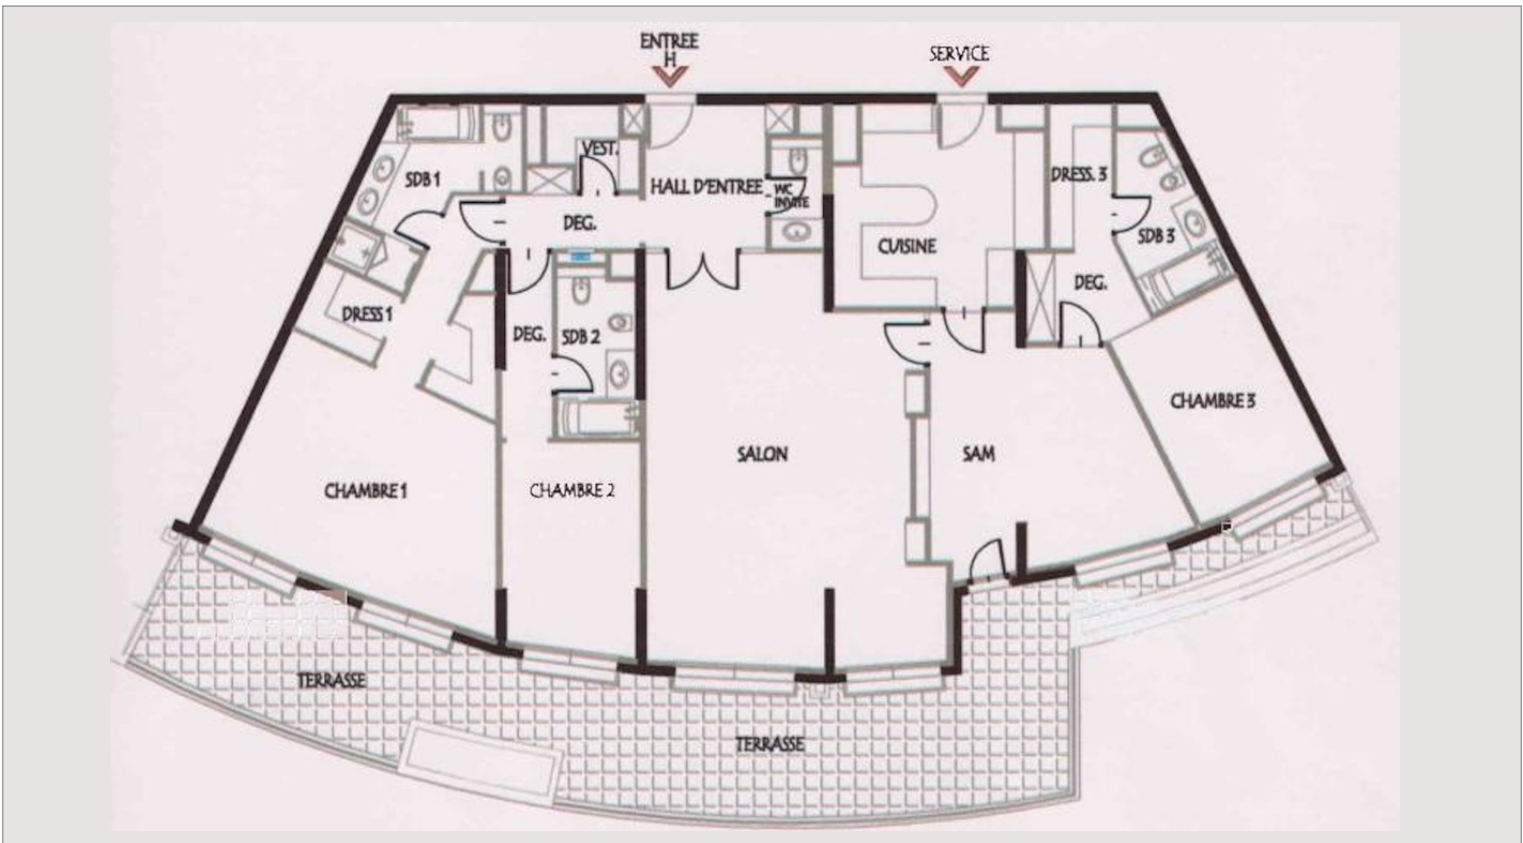 ENTREE
H
SERVICE
VEST.
SDB 1
HALL D'ENTREE
WC
INVITE
DRESS. 3
DEG.
CUISINE
SDB 3
DEG.
DRESS 1
DEG.
SDB 2
CHAMBRE 3
SALON
SAM
CHAMBRE 1
CHAMBRE 2
TERRASSE
TERRASSE